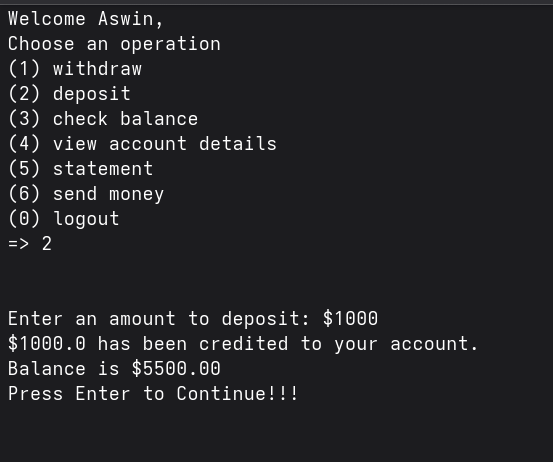 Welcome Aswin,
Choose an operation
(1) withdraw
(2) deposit
(3) check balance
(4) view account details
(5) statement
(6) send money
(0) logout
=> 2
Enter an amount to deposit: $1000
$1000.0 has been credited to your account.
Balance is $5500.00
Press Enter to Continue!!!